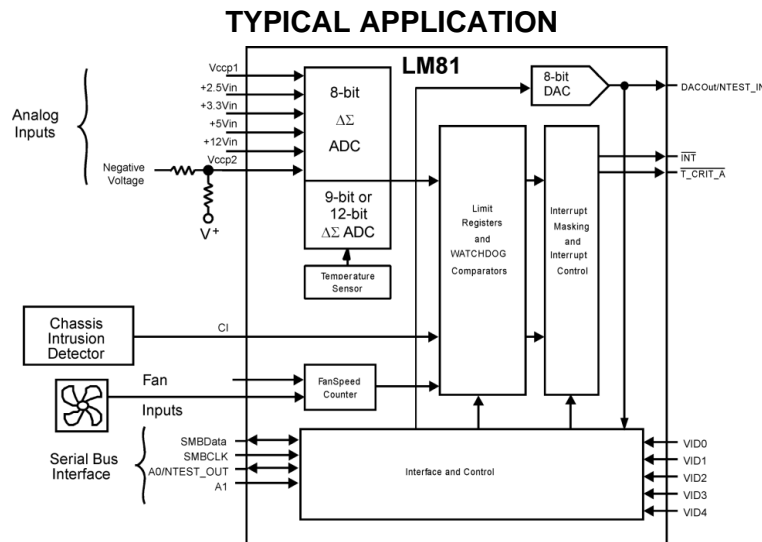 TYPICAL APPLICATION
LM81
Analog
Inputs
Vccp1
+2.5Vin
+3.3Vin
+5Vin
+12Vin
Vccp2
Negative
Voltage
V+
8-bit
ΔΣ
ADC
9-bit or
12-bit
ΔΣ ADC
Temperature
Sensor
8-bit
DAC
DACOut/NTEST_IN
INT
T_CRIT_A
Limit
Registers
and
WATCHDOG
Comparators
Interrupt
Masking and
Interrupt
Control
Chassis
Intrusion
Detector
CI
Fan
Inputs
FanSpeed
Counter
Serial Bus
Interface
SMBData
SMBCLK
A0/NTEST_OUT
A1
Interface and Control
VID0
VID1
VID2
VID3
VID4